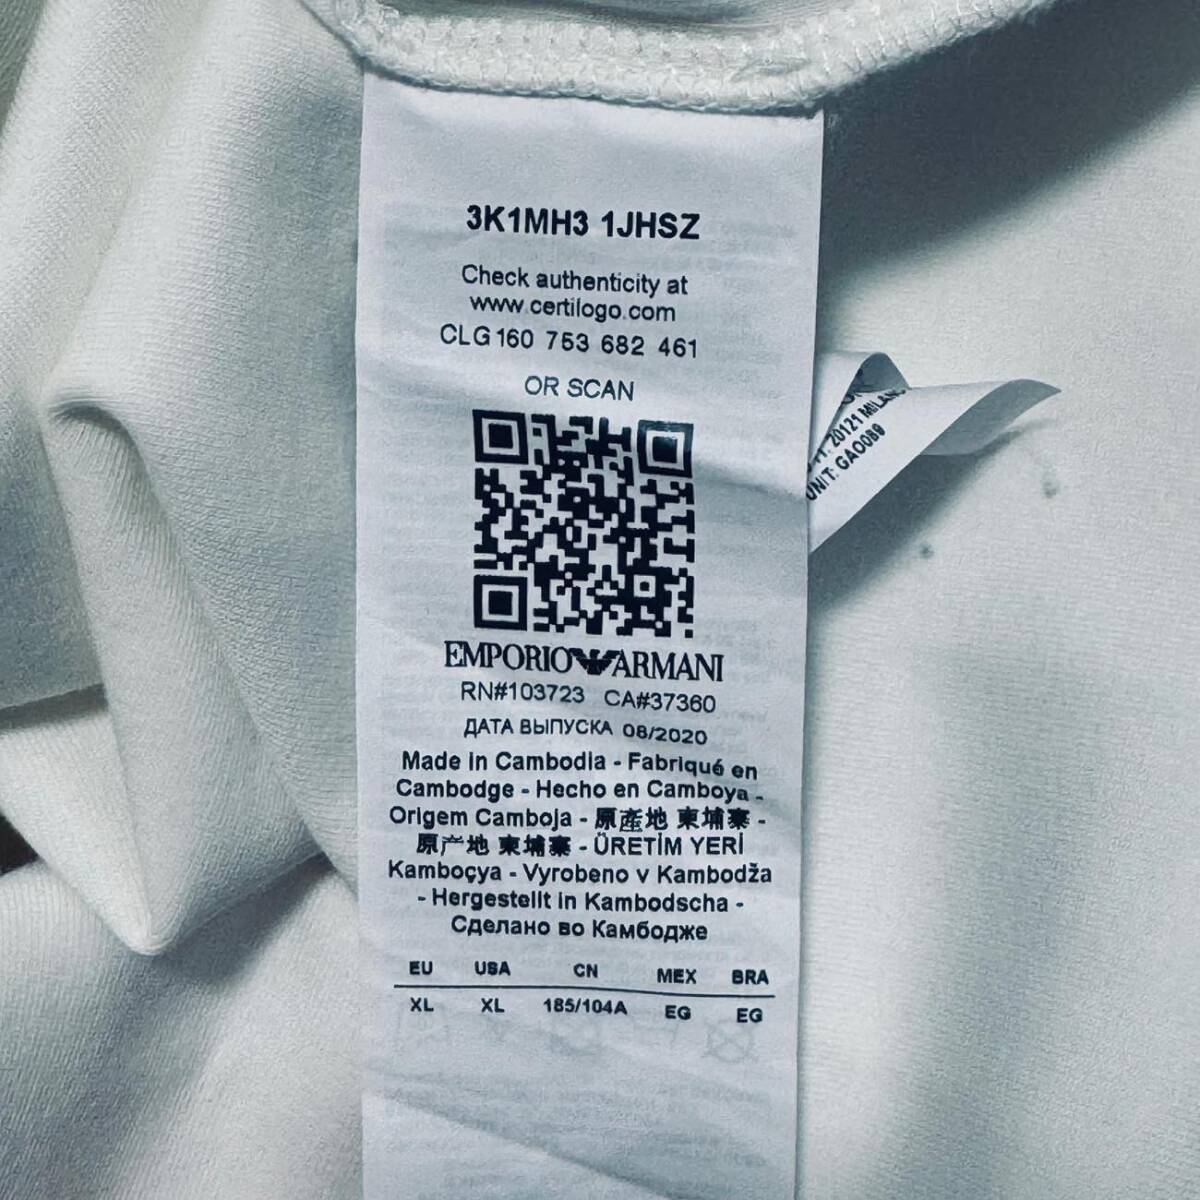 3K1MH3 1JHSZ
Check authenticity at
www.certilogo.com
CLG 160 753 682 461
OR SCAN
EMPORIO ARMANI
RN#103723 CA#37360
ДАТА ВЫПУСКА 08/2020
Made in Cambodia - Fabriqué en
Cambodge - Hecho en Camboya -
Origem Camboja - 原產地 柬埔寨 -
原产地 柬埔寨 - ÜRETİM YERİ
Kamboçya - Vyrobeno v Kambodža
- Hergestellt in Kambodscha -
Сделано во Камбодже
EU USA CN MEX BRA
XL XL 185/104A EG EG
20121 MILANO
UNIT: GAO089